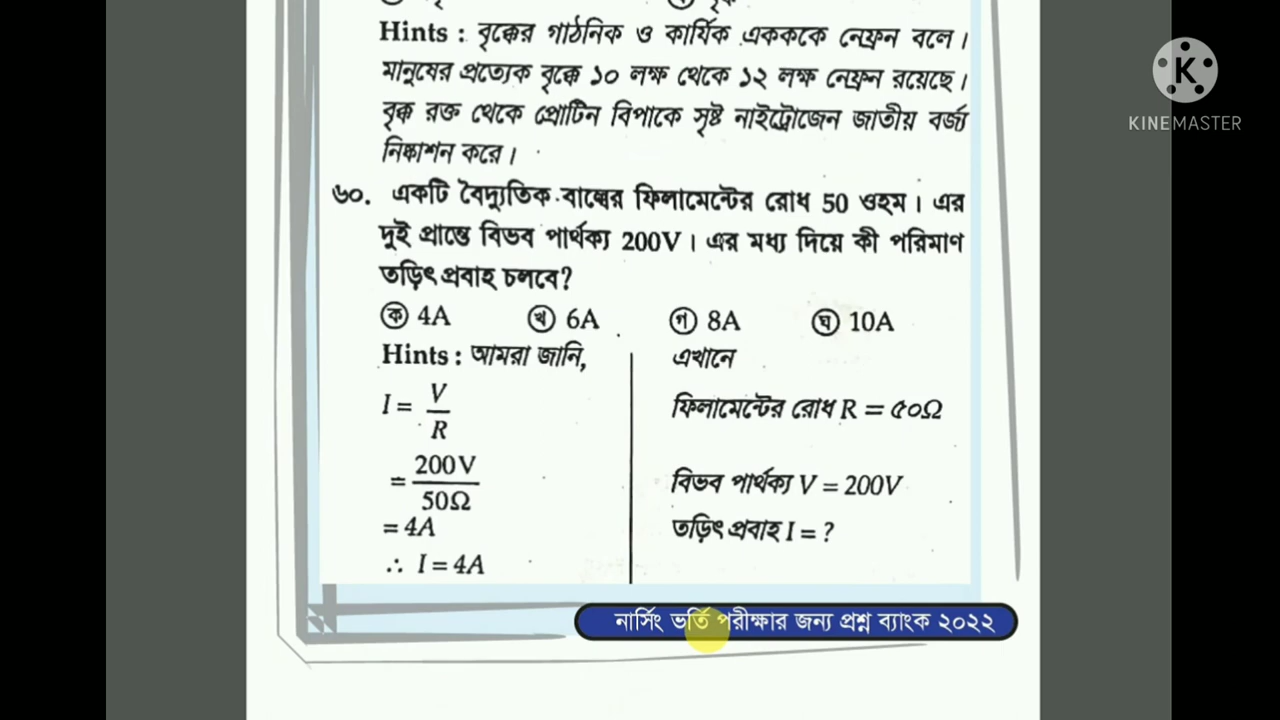 Hints : বৃক্কের গাঠনিক ও কার্যিক একককে নেফ্রন বলে।
মানুষের প্রত্যেক বৃক্কে ১০ লক্ষ থেকে ১২ লক্ষ নেফ্রন রয়েছে।
বৃক্ক রক্ত থেকে প্রোটিন বিপাকে সৃষ্ট নাইট্রোজেন জাতীয় বর্জ্য
নিষ্কাশন করে।
৬০. একটি বৈদ্যুতিক বাল্বের ফিলামেন্টের রোধ 50 ওহম। এর
দুই প্রান্তে বিভব পার্থক্য 200V। এর মধ্য দিয়ে কী পরিমাণ
তড়িৎ প্রবাহ চলবে?
ক 4A খ 6A গ 8A ঘ 10A
Hints : আমরা জানি,
I = V/R
= 200V/50Ω
= 4A
∴ I = 4A
এখানে
ফিলামেন্টের রোধ R = ৫০Ω
বিভব পার্থক্য V = 200V
তড়িৎ প্রবাহ I = ?
নার্সিং ভর্তি পরীক্ষার জন্য প্রশ্ন ব্যাংক ২০২২
K
KINEMASTER